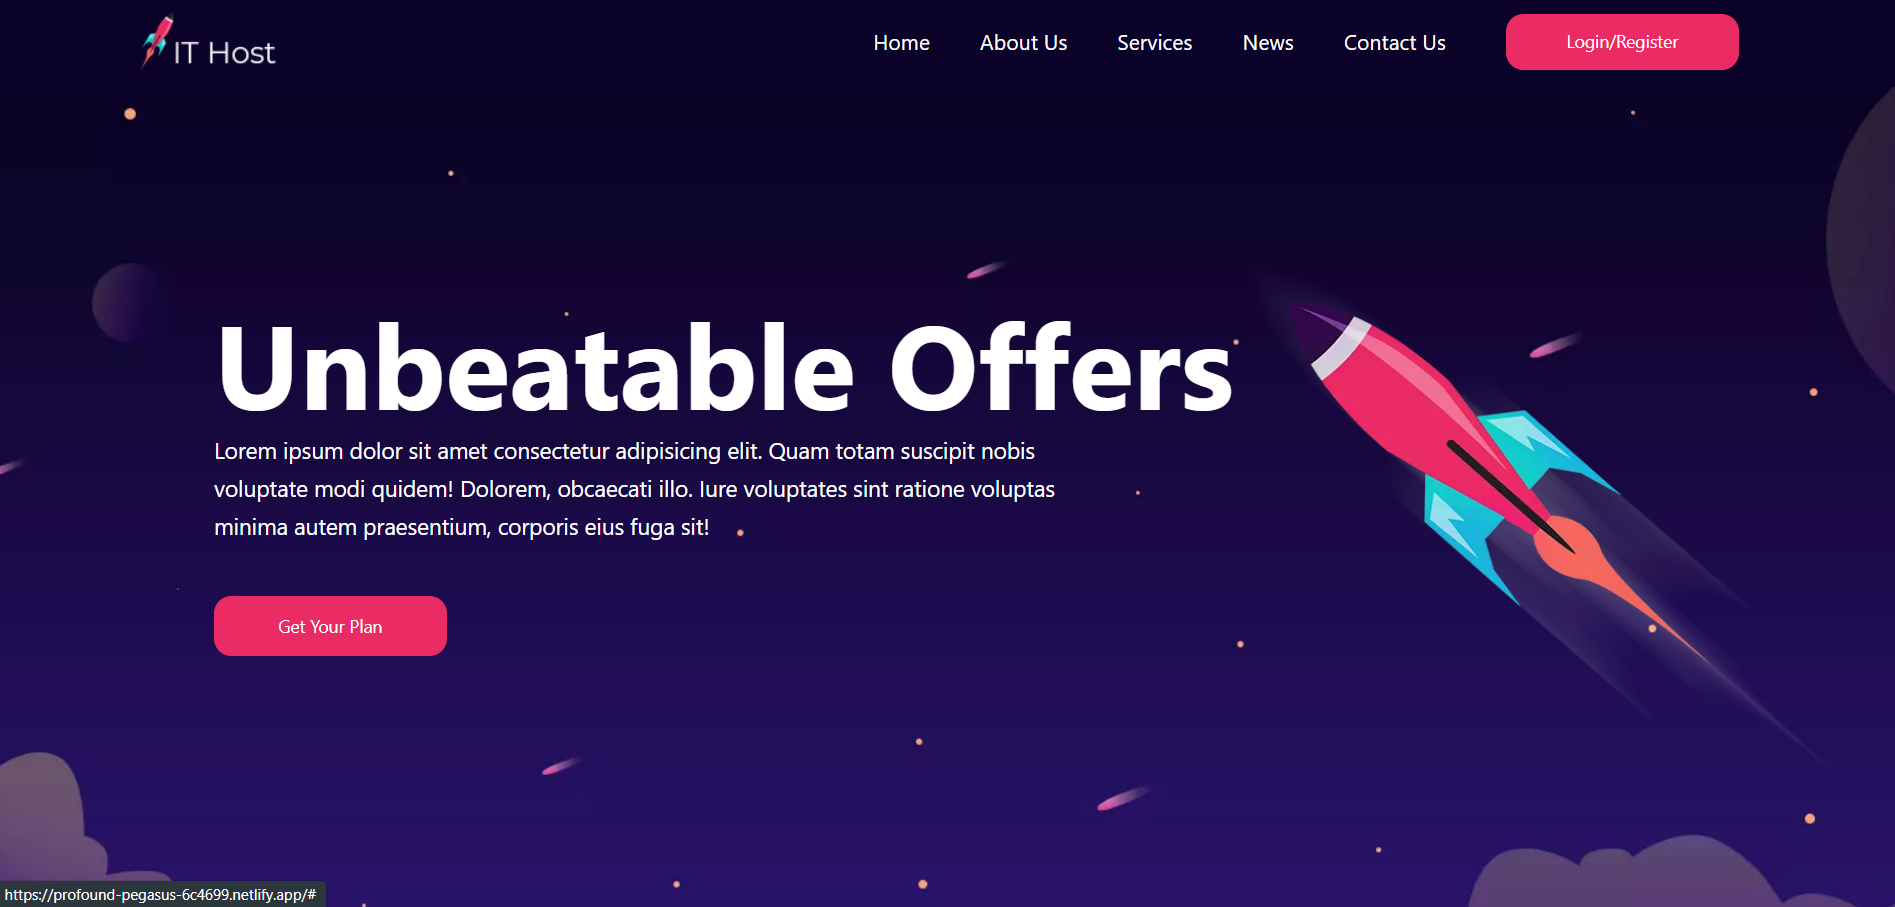 IT Host
Home
About Us
Services
News
Contact Us
Login/Register
Unbeatable Offers
Lorem ipsum dolor sit amet consectetur adipisicing elit. Quam totam suscipit nobis
voluptate modi quidem! Dolorem, obcaecati illo. Iure voluptates sint ratione voluptas
minima autem praesentium, corporis eius fuga sit!
Get Your Plan
https://profound-pegasus-6c4699.netlify.app/#